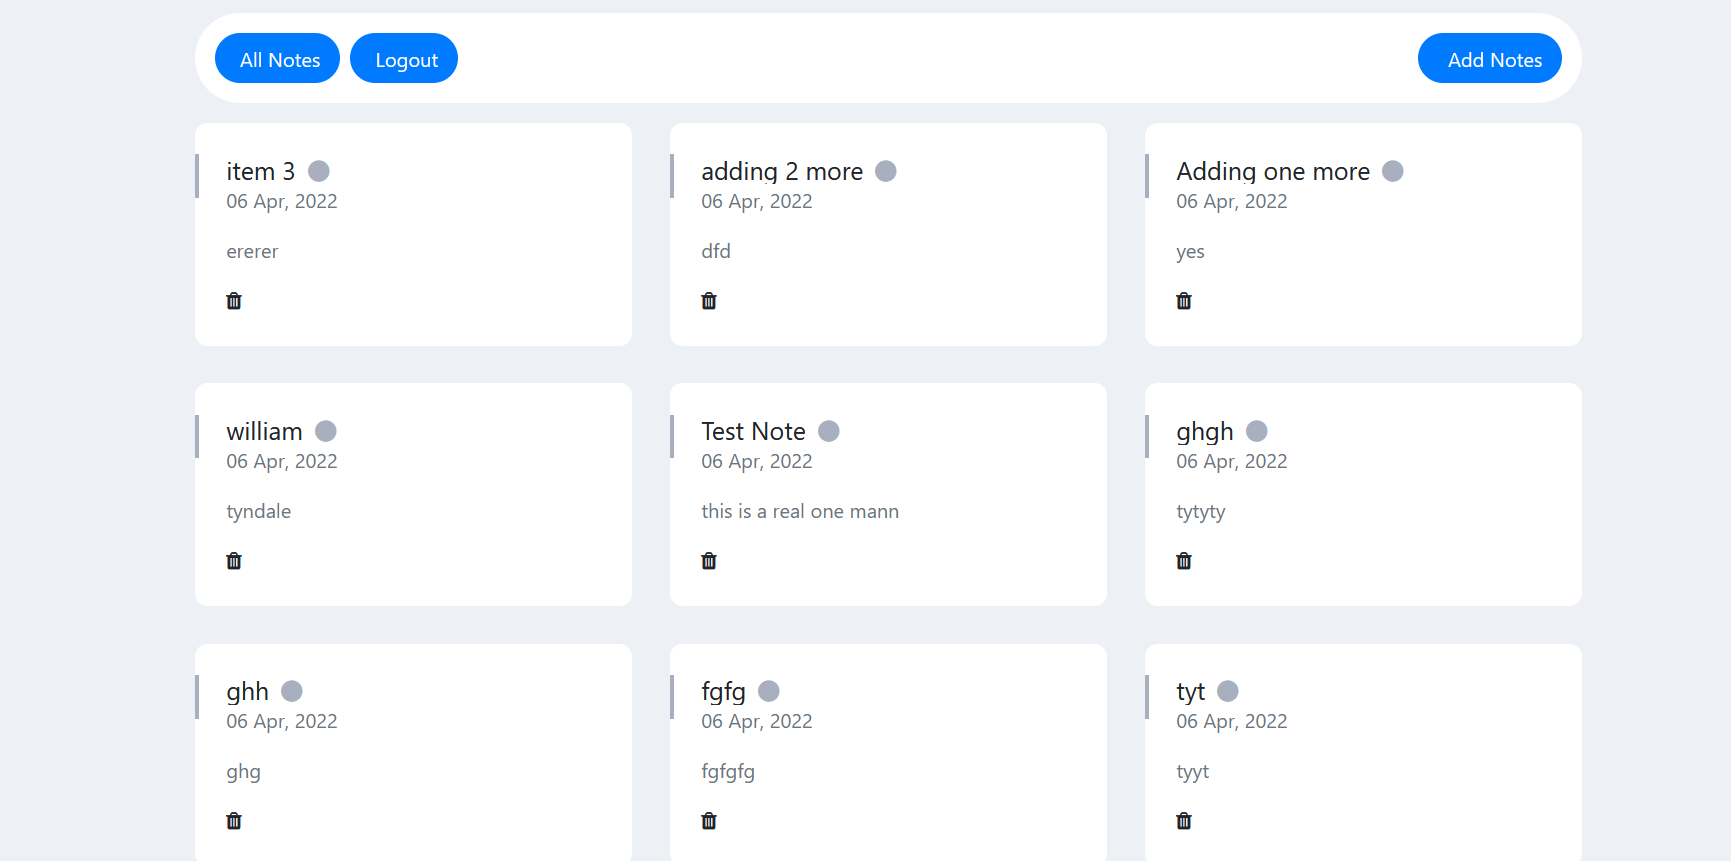 All Notes Logout Add Notes
item 3
06 Apr, 2022
ererer
adding 2 more
06 Apr, 2022
dfd
Adding one more
06 Apr, 2022
yes
william
06 Apr, 2022
tyndale
Test Note
06 Apr, 2022
this is a real one mann
ghgh
06 Apr, 2022
tytyty
ghh
06 Apr, 2022
ghg
fgfg
06 Apr, 2022
fgfgfg
tyt
06 Apr, 2022
tyyt